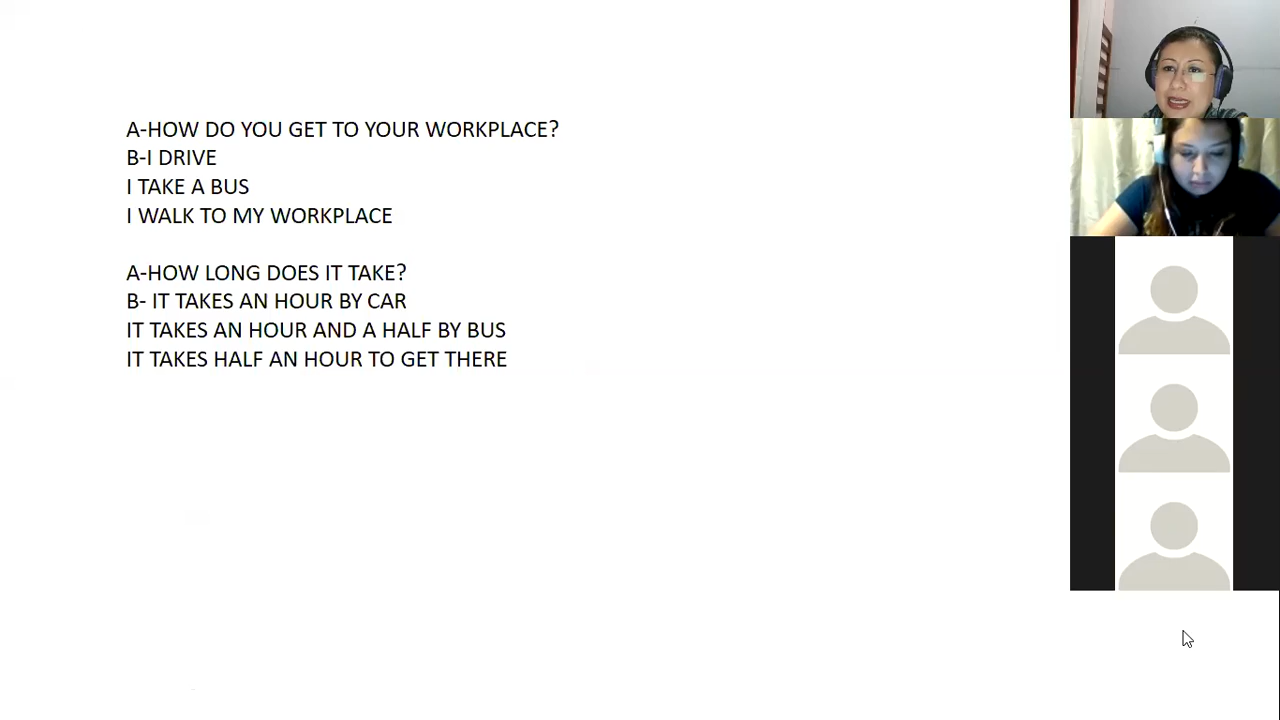 A-HOW DO YOU GET TO YOUR WORKPLACE?
B-I DRIVE
I TAKE A BUS
I WALK TO MY WORKPLACE
A-HOW LONG DOES IT TAKE?
B- IT TAKES AN HOUR BY CAR
IT TAKES AN HOUR AND A HALF BY BUS
IT TAKES HALF AN HOUR TO GET THERE